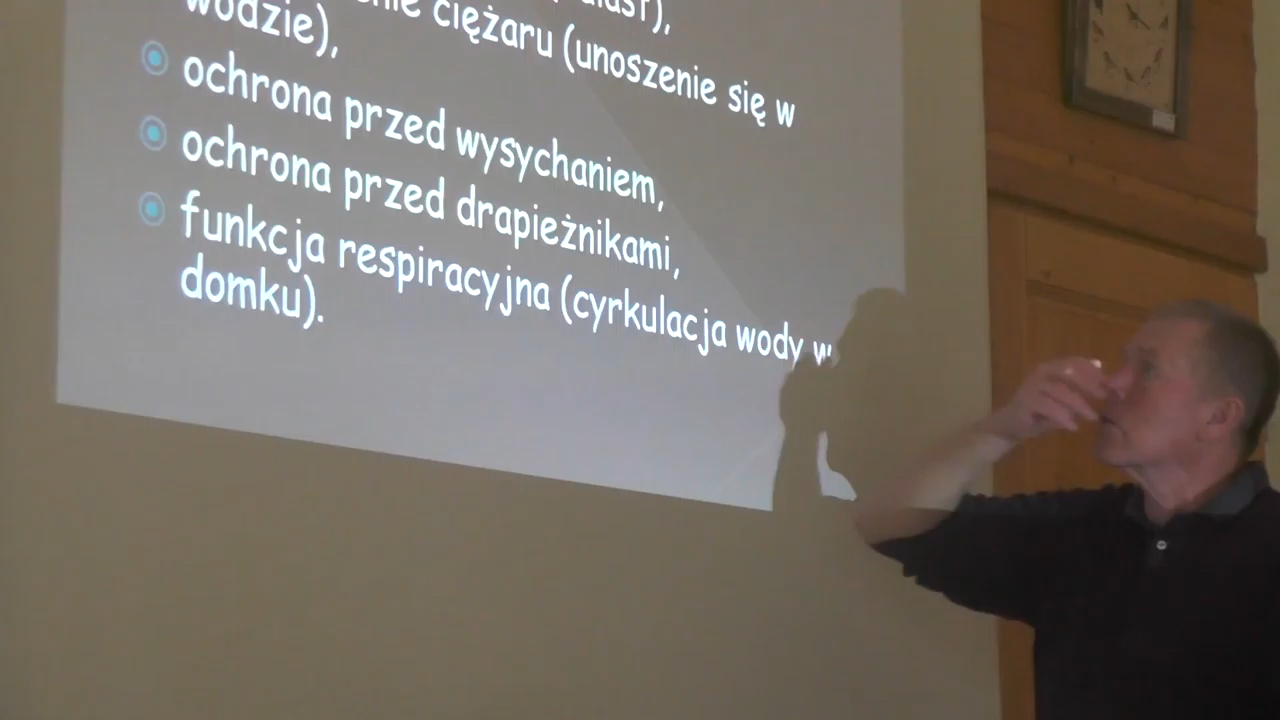 ciężaru (unoszenie się w
wodzie),
ochrona przed wysychaniem,
ochrona przed drapieżnikami,
funkcja respiracyjna (cyrkulacja wody w
domku).